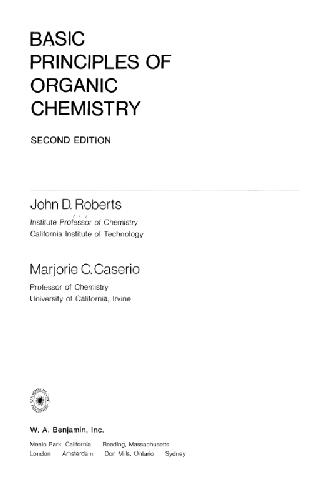 BASIC
PRINCIPLES OF
ORGANIC
CHEMISTRY
SECOND EDITION
John D. Roberts
Institute Professor of Chemistry
California Institute of Technology
Marjorie C. Caserio
Professor of Chemistry
University of California, Irvine
W. A. Benjamin, Inc.
Menlo Park, California Reading, Massachusetts
London Amsterdam Don Mills, Ontario Sydney